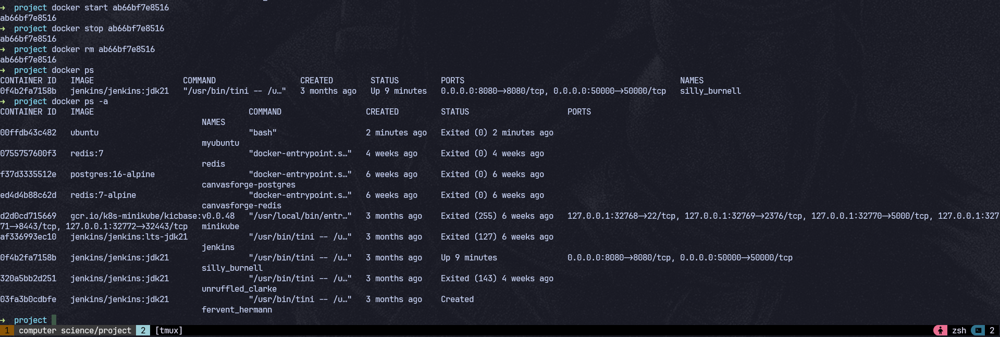 → project docker start ab66bf7e8516
ab66bf7e8516
→ project docker stop ab66bf7e8516
ab66bf7e8516
→ project docker rm ab66bf7e8516
ab66bf7e8516
→ project docker ps
CONTAINER ID IMAGE COMMAND CREATED STATUS PORTS NAMES
0f4b2fa7158b jenkins/jenkins:jdk21 "/usr/bin/tini -- /u…" 3 months ago Up 9 minutes 0.0.0.0:8080->8080/tcp, 0.0.0.0:50000->50000/tcp silly_burnell
→ project docker ps -a
CONTAINER ID IMAGE COMMAND CREATED STATUS PORTS
NAMES
00ffdb43c482 ubuntu "bash" 2 minutes ago Exited (0) 2 minutes ago
myubuntu
0755757600f3 redis:7 "docker-entrypoint.s…" 4 weeks ago Exited (0) 4 weeks ago
redis
f37d3335512e postgres:16-alpine "docker-entrypoint.s…" 6 weeks ago Exited (0) 6 weeks ago
canvasforge-postgres
ed4d4b88c62d redis:7-alpine "docker-entrypoint.s…" 6 weeks ago Exited (0) 6 weeks ago
canvasforge-redis
d2d0cd715669 gcr.io/k8s-minikube/kicbase:v0.0.48 "/usr/local/bin/entr…" 3 months ago Exited (255) 6 weeks ago 127.0.0.1:32768->22/tcp, 127.0.0.1:32769->2376/tcp, 127.0.0.1:32770->5000/tcp, 127.0.0.1:327
71->8443/tcp, 127.0.0.1:32772->32443/tcp minikube
af336993ec10 jenkins/jenkins:lts-jdk21 "/usr/bin/tini -- /u…" 3 months ago Exited (127) 6 weeks ago
jenkins
0f4b2fa7158b jenkins/jenkins:jdk21 "/usr/bin/tini -- /u…" 3 months ago Up 9 minutes 0.0.0.0:8080->8080/tcp, 0.0.0.0:50000->50000/tcp
silly_burnell
320a5bb2d251 jenkins/jenkins:jdk21 "/usr/bin/tini -- /u…" 3 months ago Exited (143) 4 weeks ago
unruffled_clarke
03fa3b0cdbfe jenkins/jenkins:jdk21 "/usr/bin/tini -- /u…" 3 months ago Created
fervent_hermann
→ project
1 computer science/project 2 [tmux] zsh 2